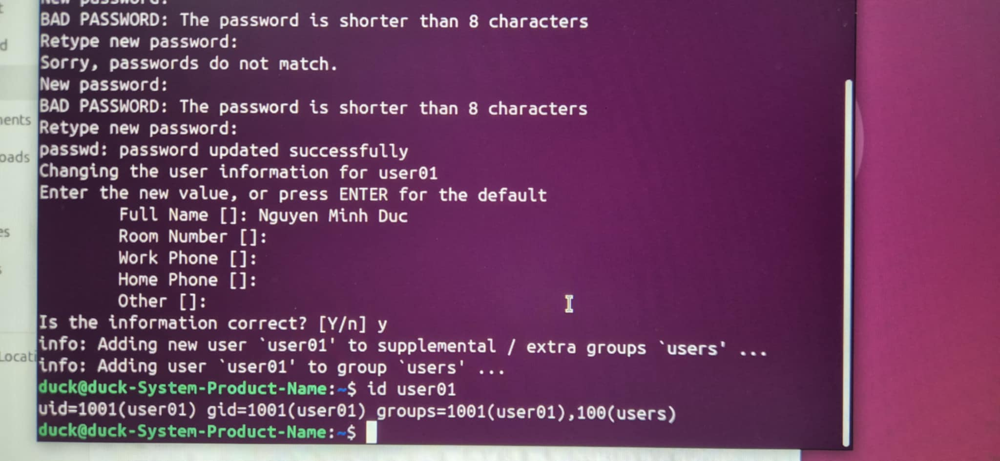 New password:
BAD PASSWORD: The password is shorter than 8 characters
Retype new password:
Sorry, passwords do not match.
New password:
BAD PASSWORD: The password is shorter than 8 characters
Retype new password:
passwd: password updated successfully
Changing the user information for user01
Enter the new value, or press ENTER for the default
Full Name []: Nguyen Minh Duc
Room Number []:
Work Phone []:
Home Phone []:
Other []:
Is the information correct? [Y/n] y
info: Adding new user `user01' to supplemental / extra groups `users' ...
info: Adding user `user01' to group `users' ...
duck@duck-System-Product-Name:~$ id user01
uid=1001(user01) gid=1001(user01) groups=1001(user01),100(users)
duck@duck-System-Product-Name:~$